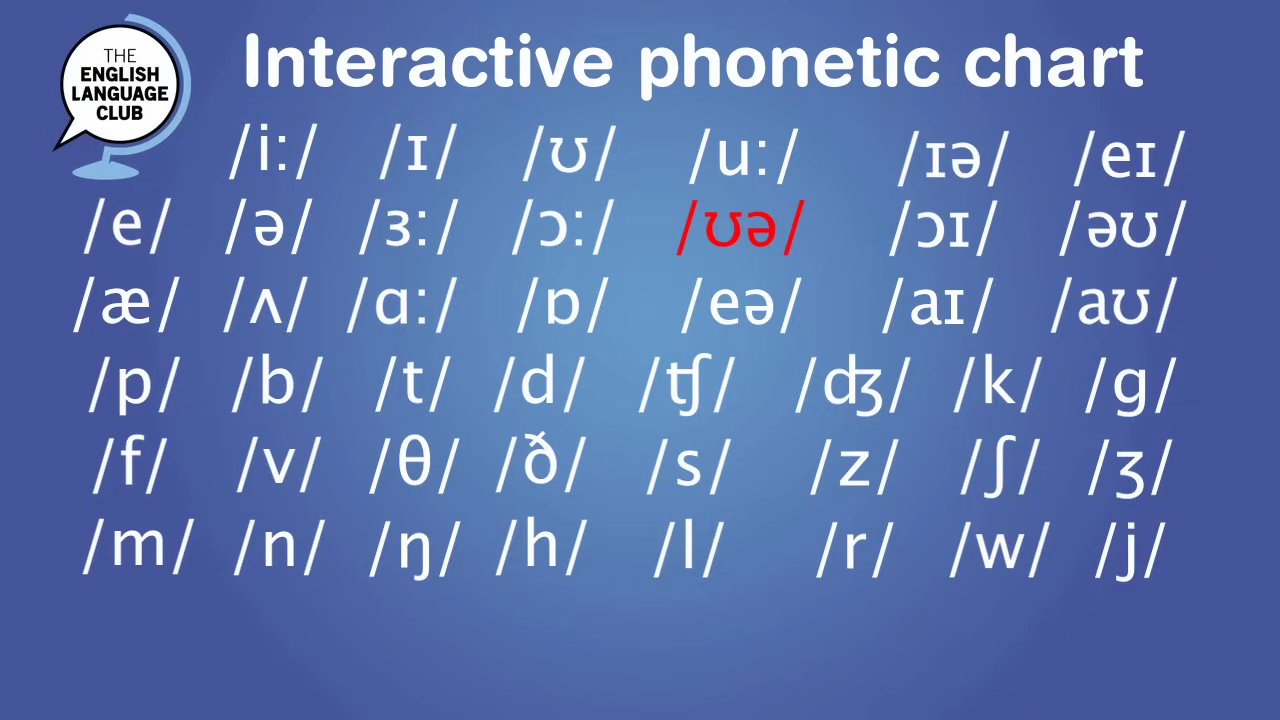 THE
ENGLISH
LANGUAGE
CLUB
Interactive phonetic chart
/iː/ /ɪ/ /ʊ/ /uː/ /ɪə/ /eɪ/
/e/ /ə/ /ɜː/ /ɔː/ /ʊə/ /ɔɪ/ /əʊ/
/æ/ /ʌ/ /ɑː/ /ɒ/ /eə/ /aɪ/ /aʊ/
/p/ /b/ /t/ /d/ /ʧ/ /ʤ/ /k/ /g/
/f/ /v/ /θ/ /ð/ /s/ /z/ /ʃ/ /ʒ/
/m/ /n/ /ŋ/ /h/ /l/ /r/ /w/ /j/